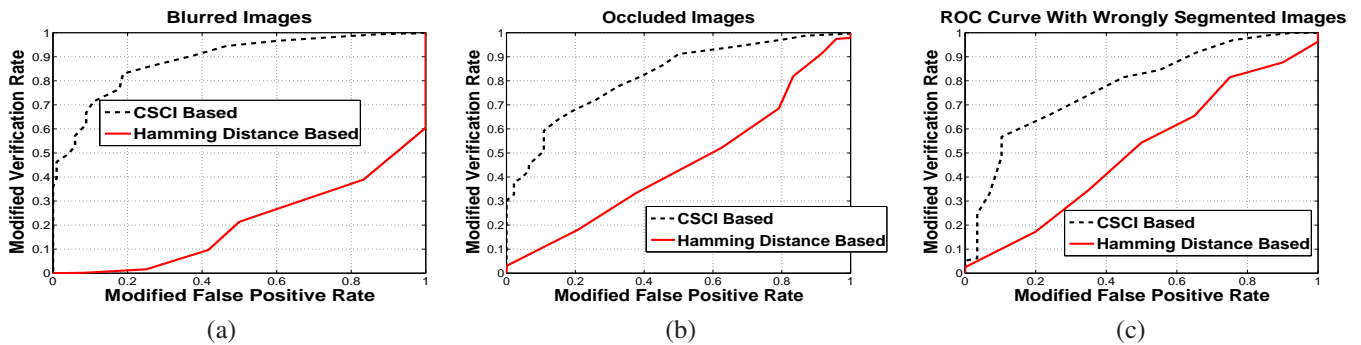 Blurred Images
Modified Verification Rate
1
0.9
0.8
0.7
0.6
0.5
0.4
0.3
0.2
0.1
0
CSCI Based
Hamming Distance Based
0 0.2 0.4 0.6 0.8 1
Modified False Positive Rate
(a)
Occluded Images
Modified Verification Rate
1
0.9
0.8
0.7
0.6
0.5
0.4
0.3
0.2
0.1
0
CSCI Based
Hamming Distance Based
0 0.2 0.4 0.6 0.8 1
Modified False Positive Rate
(b)
ROC Curve With Wrongly Segmented Images
Modified Verification Rate
1
0.9
0.8
0.7
0.6
0.5
0.4
0.3
0.2
0.1
0
CSCI Based
Hamming Distance Based
0 0.2 0.4 0.6 0.8 1
Modified False Positive Rate
(c)